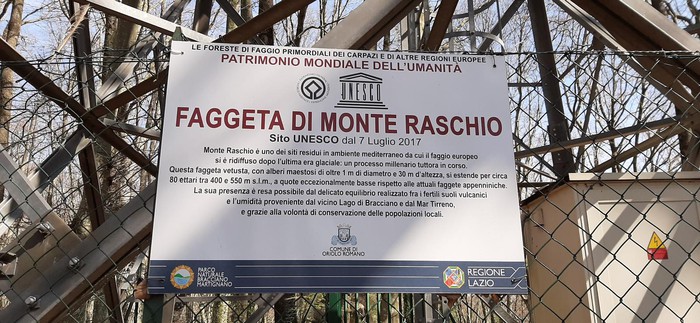 LE FORESTE DI FAGGIO PRIMORDIALI DEI CARPAZI E DI ALTRE REGIONI EUROPEE
PATRIMONIO MONDIALE DELL'UMANITÀ
UNESCO
FAGGETA DI MONTE RASCHIO
Sito UNESCO dal 7 Luglio 2017
Monte Raschio è uno dei siti residui in ambiente mediterraneo da cui il faggio europeo
si è ridiffuso dopo l'ultima era glaciale: un processo millenario tuttora in corso.
Questa faggeta vetusta, con alberi maestosi di oltre 1 m di diametro e 30 m d'altezza, si estende per circa
80 ettari tra 400 e 550 m s.l.m., a quote eccezionalmente basse rispetto alle attuali faggete appenniniche.
La sua presenza è resa possibile dal delicato equilibrio realizzato fra i fertili suoli vulcanici
e l'umidità proveniente dal vicino Lago di Bracciano e dal Mar Tirreno,
e grazie alla volontà di conservazione delle popolazioni locali.
COMUNE DI
ORIOLO ROMANO
PARCO
NATURALE
BRACCIANO
MARTIGNANO
REGIONE
LAZIO